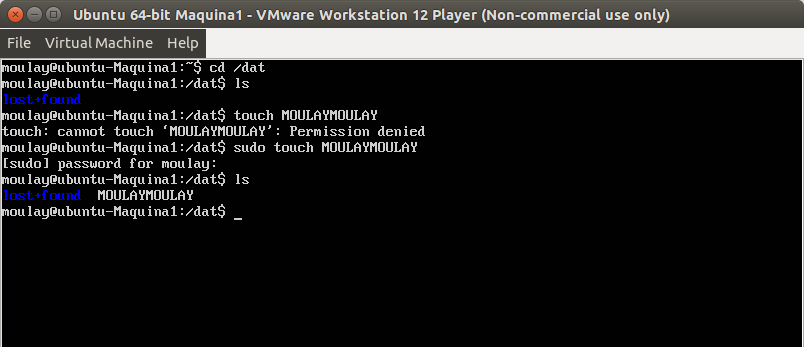 Ubuntu 64-bit Maquina1 - VMware Workstation 12 Player (Non-commercial use only)
File Virtual Machine Help
moulay@ubuntu-Maquina1:~$ cd /dat
moulay@ubuntu-Maquina1:/dat$ ls
lost+found
moulay@ubuntu-Maquina1:/dat$ touch MOULAYMOULAY
touch: cannot touch ‘MOULAYMOULAY’: Permission denied
moulay@ubuntu-Maquina1:/dat$ sudo touch MOULAYMOULAY
[sudo] password for moulay:
moulay@ubuntu-Maquina1:/dat$ ls
lost+found  MOULAYMOULAY
moulay@ubuntu-Maquina1:/dat$ _